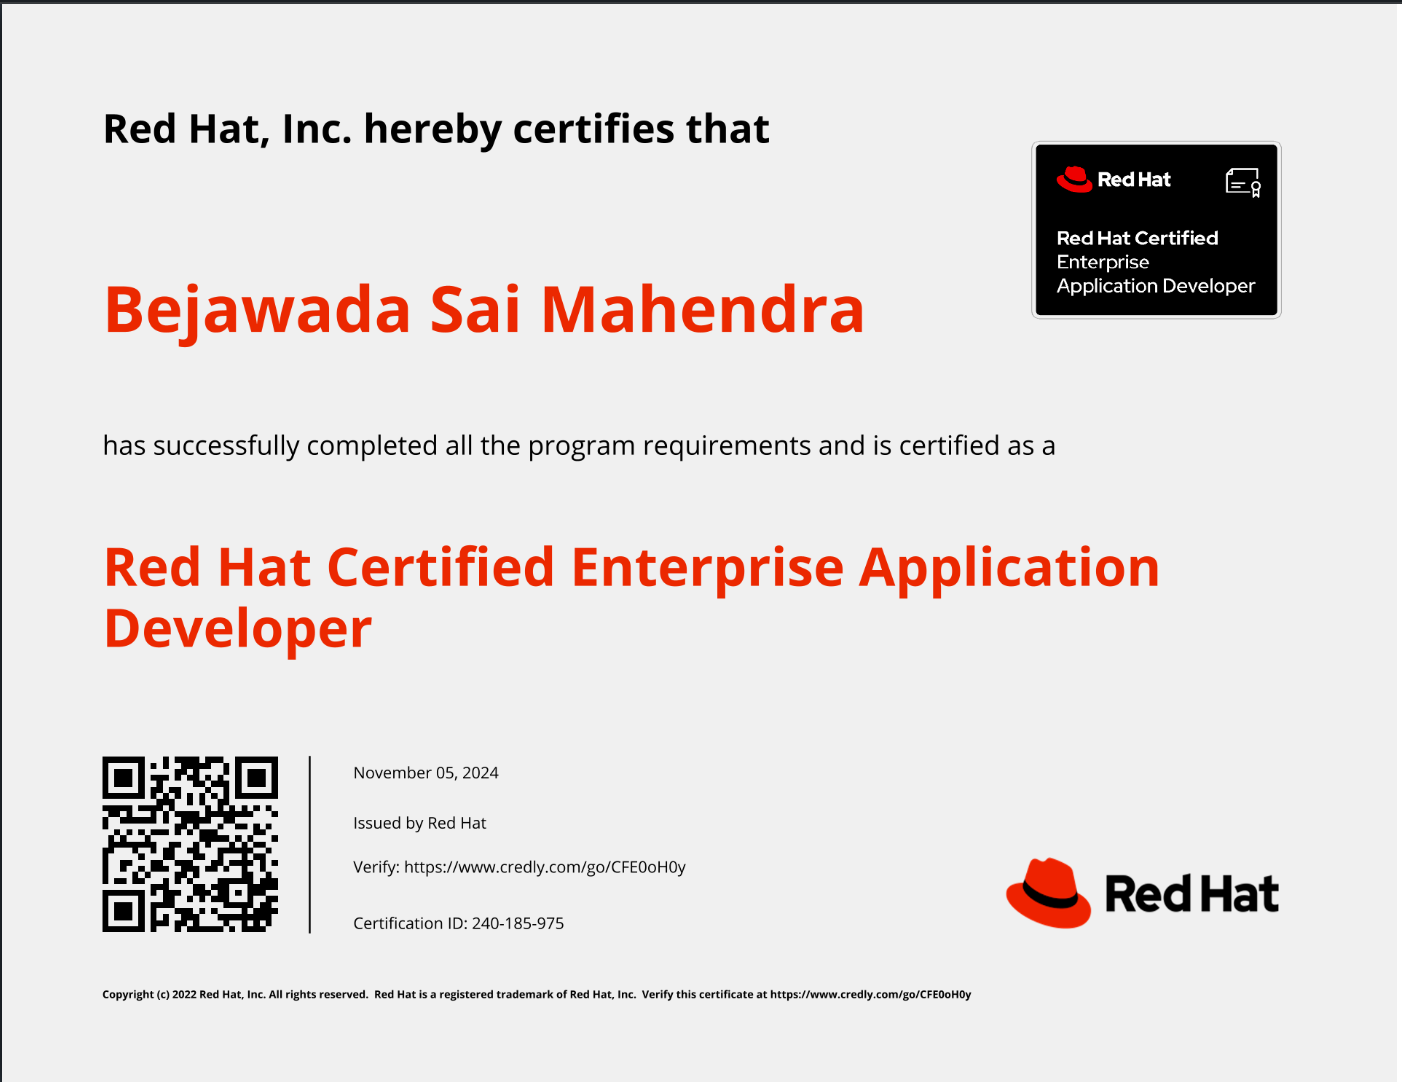 Red Hat, Inc. hereby certifies that
Red Hat
Red Hat Certified
Enterprise
Application Developer
Bejawada Sai Mahendra
has successfully completed all the program requirements and is certified as a
Red Hat Certified Enterprise Application
Developer
November 05, 2024
Issued by Red Hat
Verify: https://www.credly.com/go/CFE0oH0y
Certification ID: 240-185-975
Red Hat
Copyright (c) 2022 Red Hat, Inc. All rights reserved.  Red Hat is a registered trademark of Red Hat, Inc.  Verify this certificate at https://www.credly.com/go/CFE0oH0y